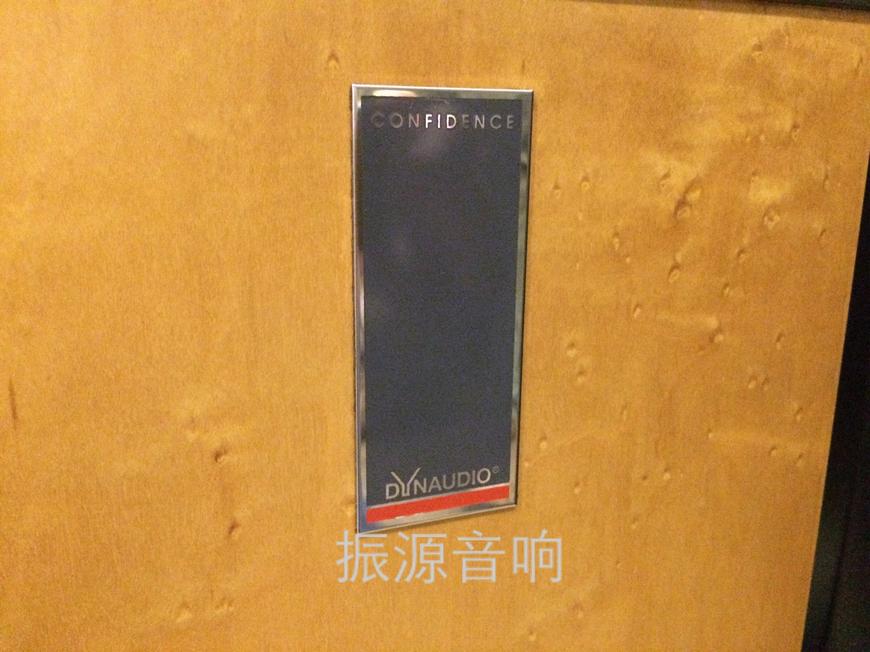 CONFIDENCE
DYNAUDIO®
振源音响